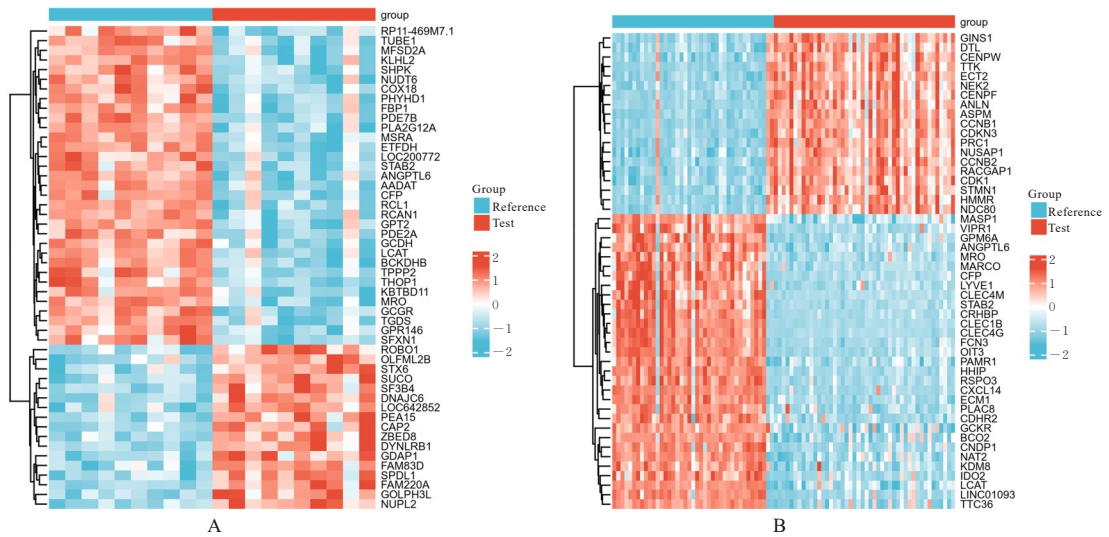 group
RP11-469M7.1
TUBE1
MFSD2A
KLHL2
SHPK
NUDT6
COX18
PHYHD1
FBP1
PDE7B
PLA2G12A
MSRA
ETFDH
LOC200772
STAB2
ANGPTL6
AADAT
CFP
RCL1
RCAN1
GPT2
PDE2A
GCDH
LCAT
BCKDHB
TPPP2
THOP1
KBTBD11
MRO
GCGR
TGDS
GPR146
SFXN1
ROBO1
OLFML2B
STX6
SUCO
SF3B4
DNAJC6
LOC642852
PEA15
CAP2
ZBED8
DYNLRB1
GDAP1
FAM83D
SPDL1
FAM220A
GOLPH3L
NUPL2
Group
Reference
Test
2
1
0
−1
−2
A
group
GINS1
DTL
CENPW
TTK
ECT2
NEK2
CENPF
ANLN
ASPM
CCNB1
CDKN3
PRC1
NUSAP1
CCNB2
RACGAP1
CDK1
STMN1
HMMR
NDC80
MASP1
VIPR1
GPM6A
ANGPTL6
MRO
MARCO
CFP
LYVE1
CLEC4M
STAB2
CRHBP
CLEC1B
CLEC4G
FCN3
OIT3
PAMR1
HHIP
RSPO3
CXCL14
ECM1
PLAC8
CDHR2
GCKR
BCO2
CNDP1
NAT2
KDM8
IDO2
LCAT
LINC01093
TTC36
Group
Reference
Test
2
1
0
−1
−2
B